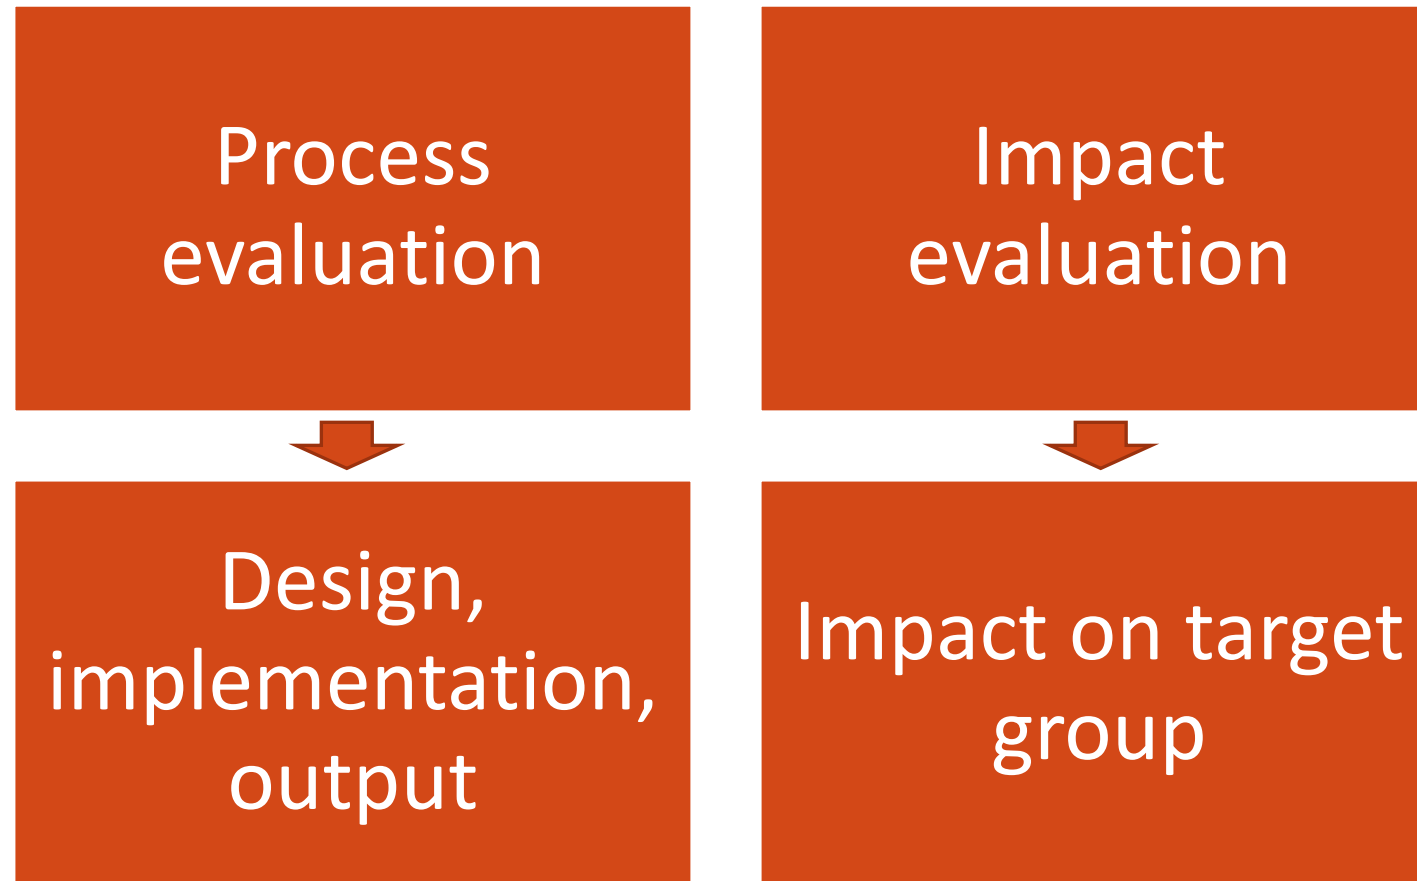 Process
evaluation
Impact
evaluation
Design,
implementation,
output
Impact on target
group